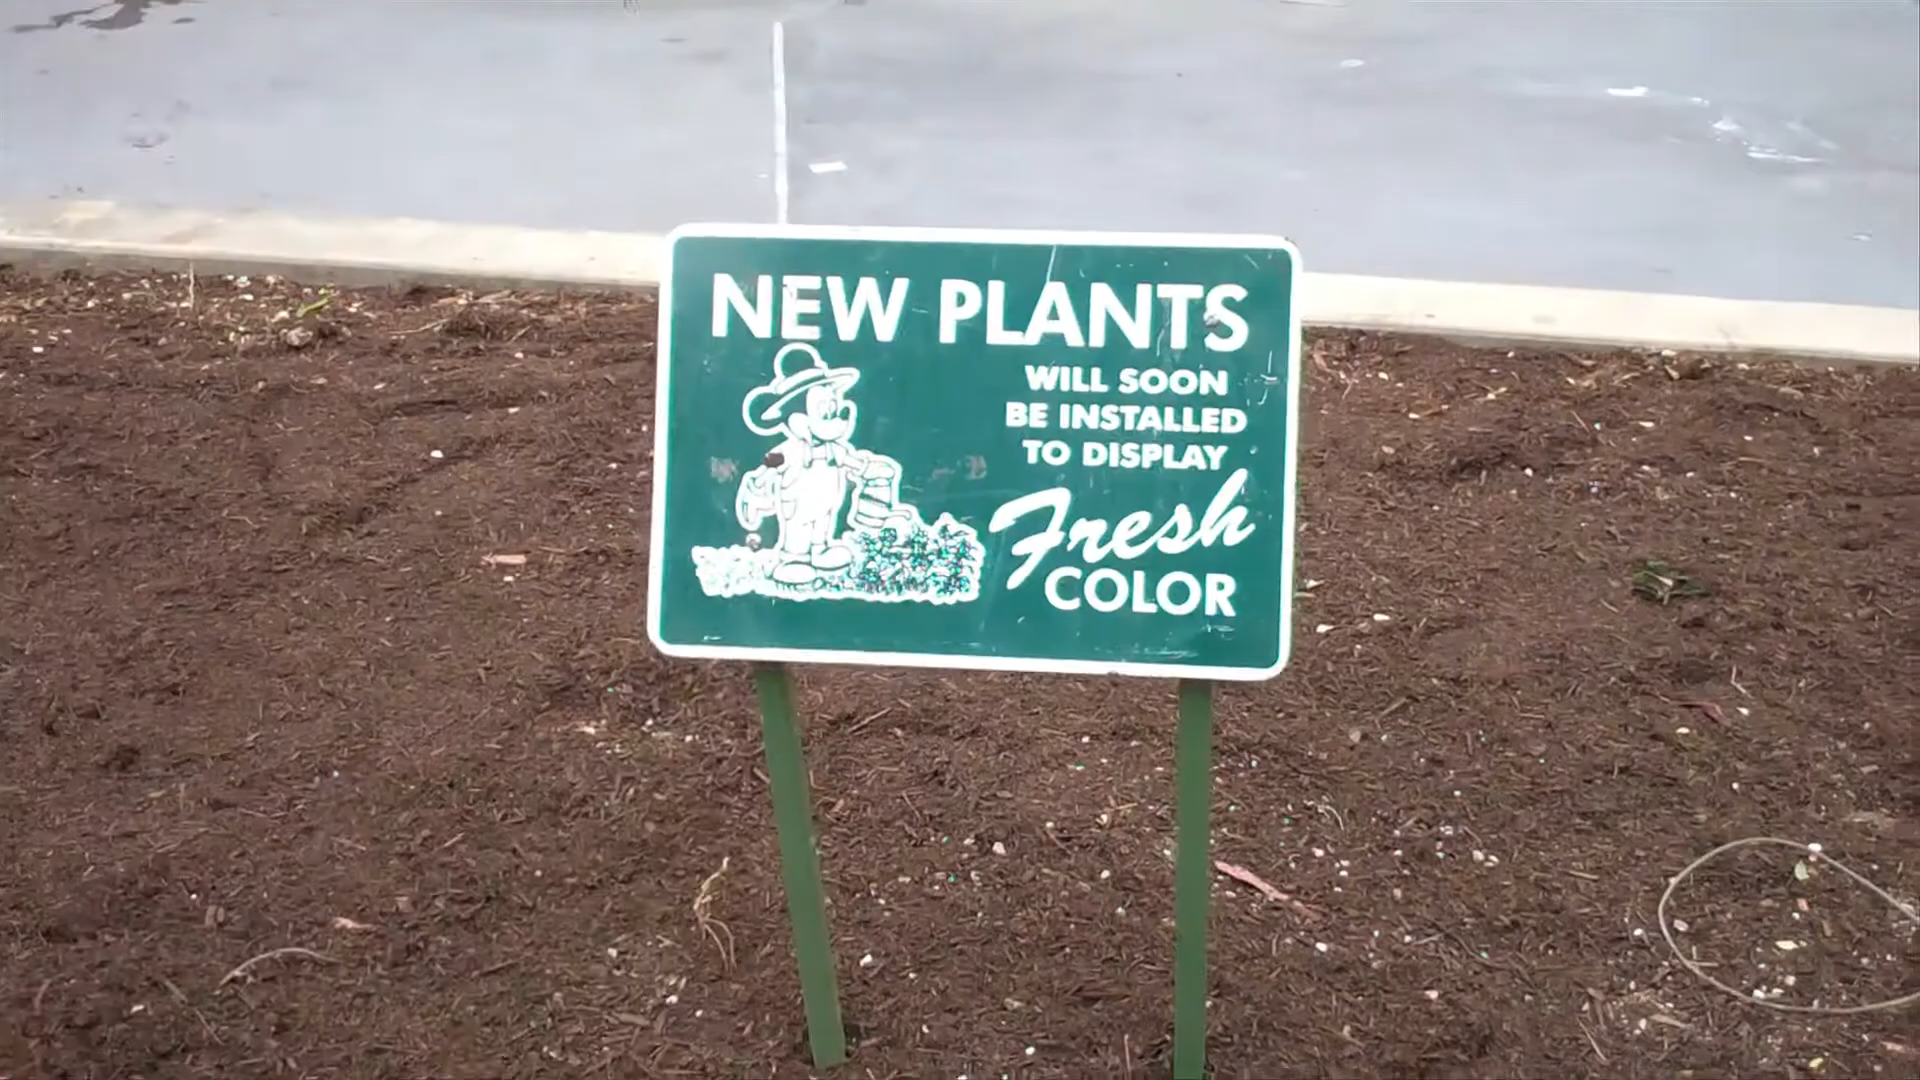 NEW PLANTS
WILL SOON
BE INSTALLED
TO DISPLAY
Fresh
COLOR